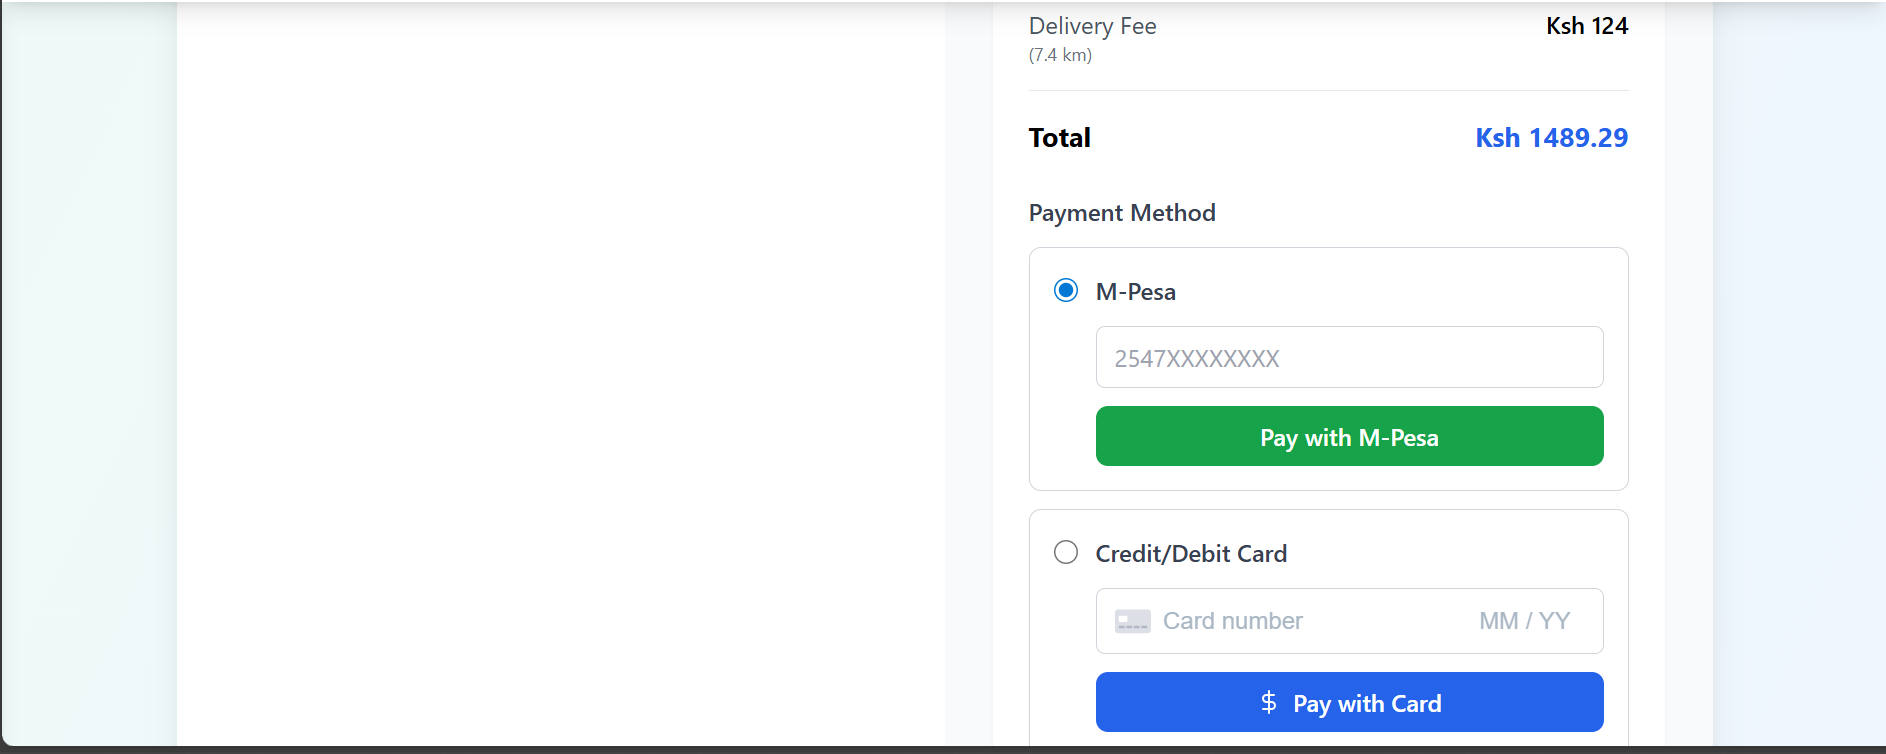 Delivery Fee Ksh 124
(7.4 km)
Total Ksh 1489.29
Payment Method
M-Pesa
2547XXXXXXXX
Pay with M-Pesa
Credit/Debit Card
Card number MM / YY
$ Pay with Card